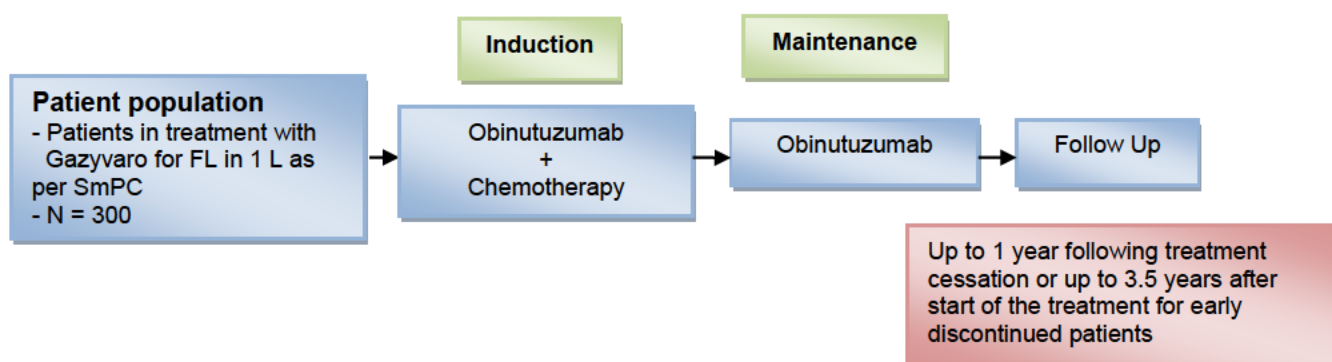 Induction
Maintenance
Patient population
- Patients in treatment with
Gazyvaro for FL in 1 L as
per SmPC
- N = 300
Obinutuzumab
+
Chemotherapy
Obinutuzumab
Follow Up
Up to 1 year following treatment
cessation or up to 3.5 years after
start of the treatment for early
discontinued patients